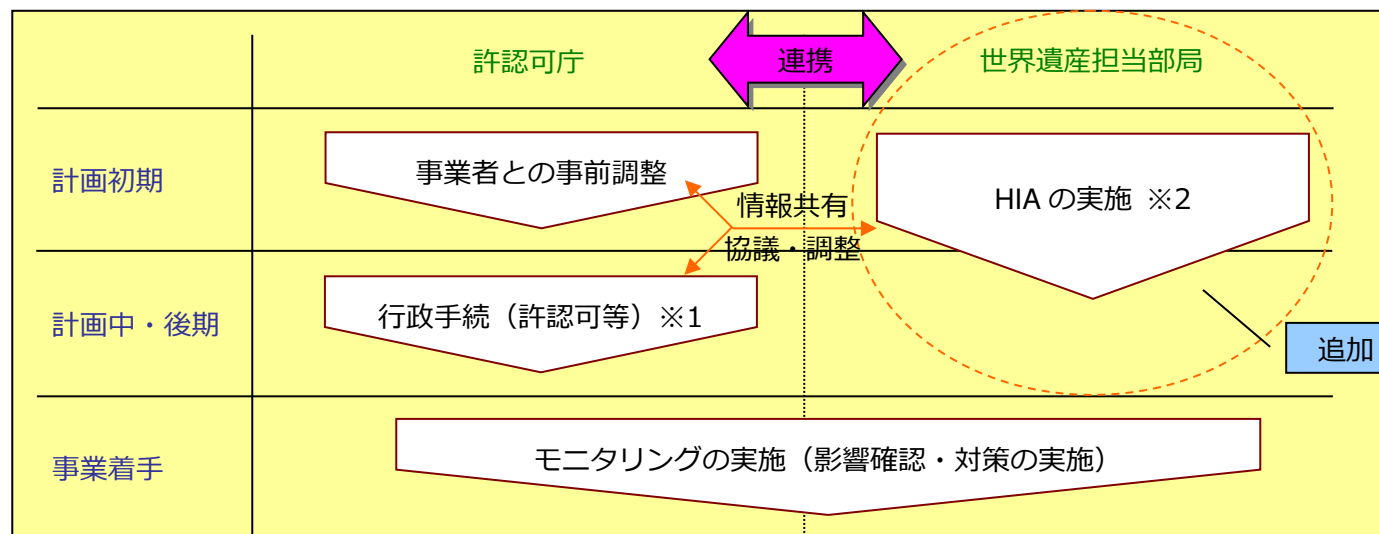 許認可庁
連携
世界遺産担当部局
計画初期
事業者との事前調整
情報共有
協議・調整
HIA の実施 ※2
計画中・後期
行政手続（許認可等）※1
追加
事業着手
モニタリングの実施（影響確認・対策の実施）